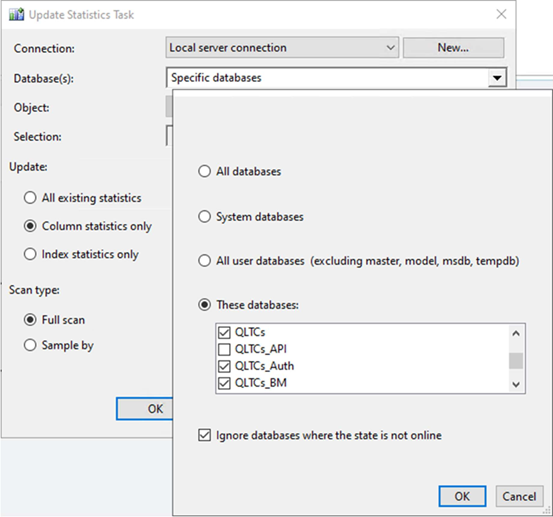 Update Statistics Task
Connection: Local server connection New...
Database(s): Specific databases
Object:
Selection:
All databases
System databases
Update:
All existing statistics
Column statistics only
Index statistics only
All user databases (excluding master, model, msdb, tempdb)
Scan type:
Full scan
Sample by
OK
These databases:
QLTCs
QLTCs_API
QLTCs_Auth
QLTCs_BM
Ignore databases where the state is not online
OK Cancel